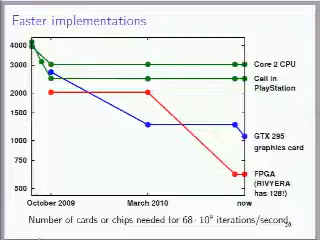 Faster implementations
4000
3000
2000
1500
1000
750
500
Core 2 CPU
Cell in
PlayStation
GTX 295
graphics card
FPGA
(RIVYERA
has 128!)
October 2009
March 2010
now
Number of cards or chips needed for 68 · 10⁹ iterations/second.